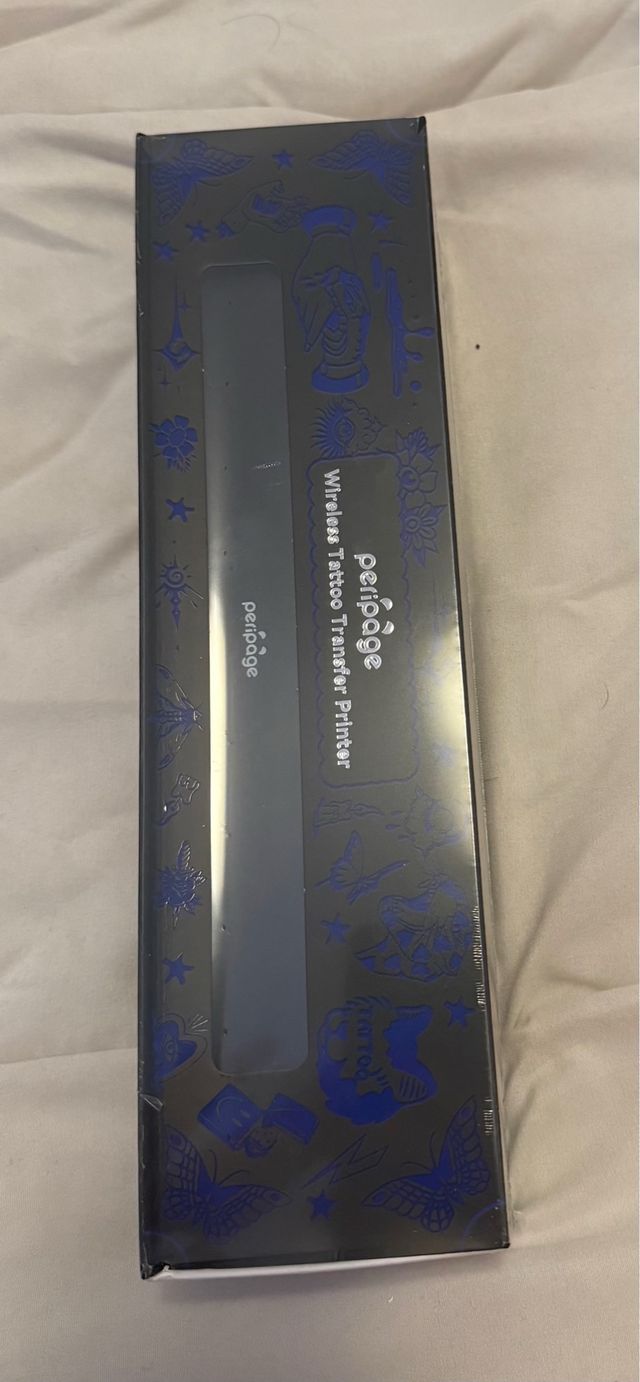 peripage
Wireless Tattoo Transfer Printer
peripage
TATTOO